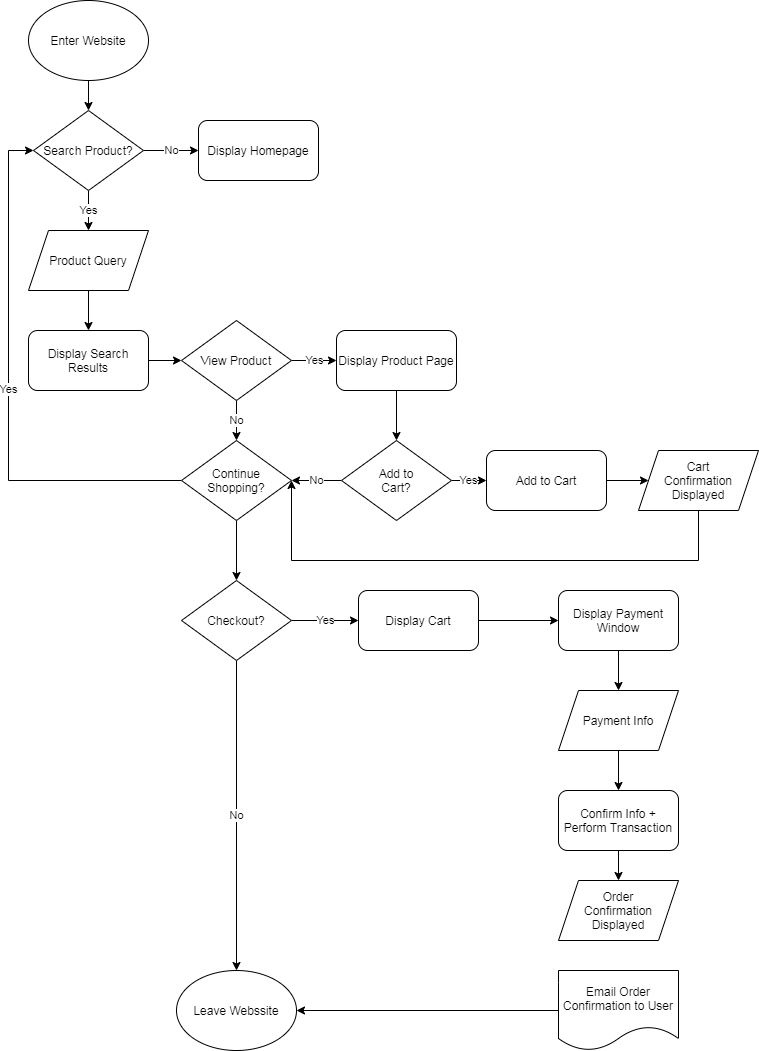 Enter Website
Search Product?
No
Display Homepage
Yes
Product Query
Display Search
Results
View Product
Yes
Display Product Page
Yes
No
Continue
Shopping?
No
Add to
Cart?
Yes
Add to Cart
Cart
Confirmation
Displayed
Checkout?
Yes
Display Cart
Display Payment
Window
Payment Info
No
Confirm Info +
Perform Transaction
Order
Confirmation
Displayed
Leave Webssite
Email Order
Confirmation to User